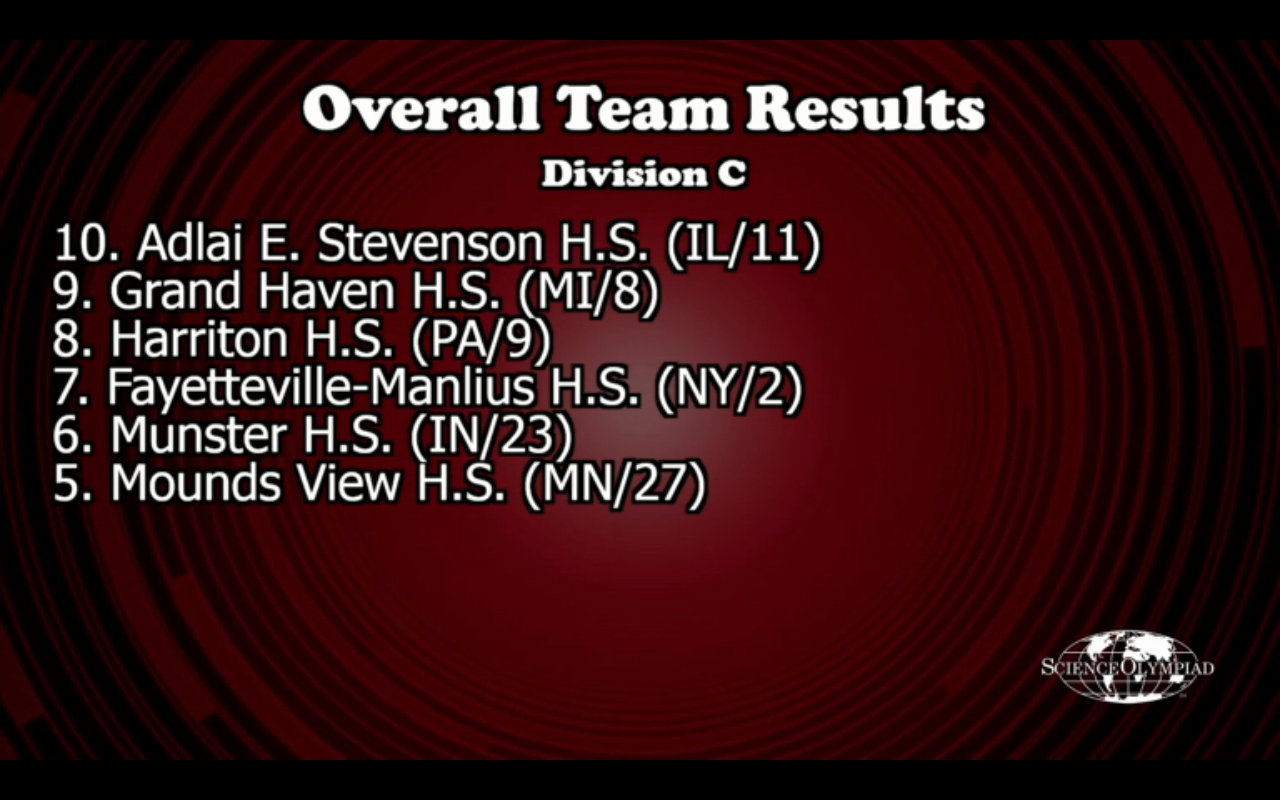 Overall Team Results
Division C
10. Adlai E. Stevenson H.S. (IL/11)
9. Grand Haven H.S. (MI/8)
8. Harriton H.S. (PA/9)
7. Fayetteville-Manlius H.S. (NY/2)
6. Munster H.S. (IN/23)
5. Mounds View H.S. (MN/27)
SCIENCE OLYMPIAD